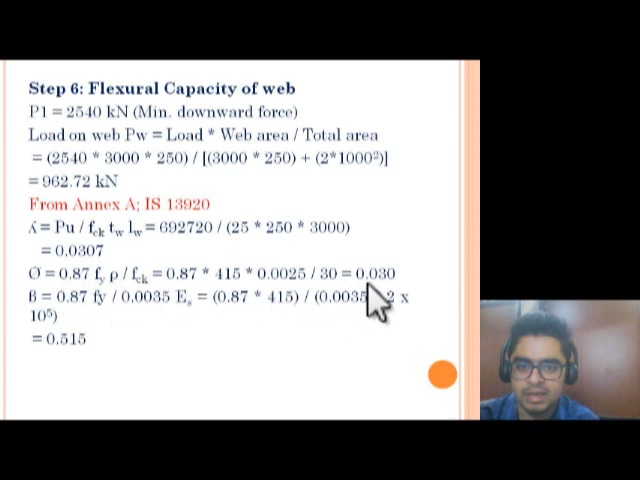 Step 6: Flexural Capacity of web
P1 = 2540 kN (Min. downward force)
Load on web Pw = Load * Web area / Total area
= (2540 * 3000 * 250) / [(3000 * 250) + (2*1000²)]
= 962.72 kN
From Annex A; IS 13920
ʎ = Pu / fck tw lw = 692720 / (25 * 250 * 3000)
= 0.0307
Ø = 0.87 fy ρ / fck = 0.87 * 415 * 0.0025 / 30 = 0.030
ß = 0.87 fy / 0.0035 Es = (0.87 * 415) / (0.0035 2 x
10⁵)
= 0.515